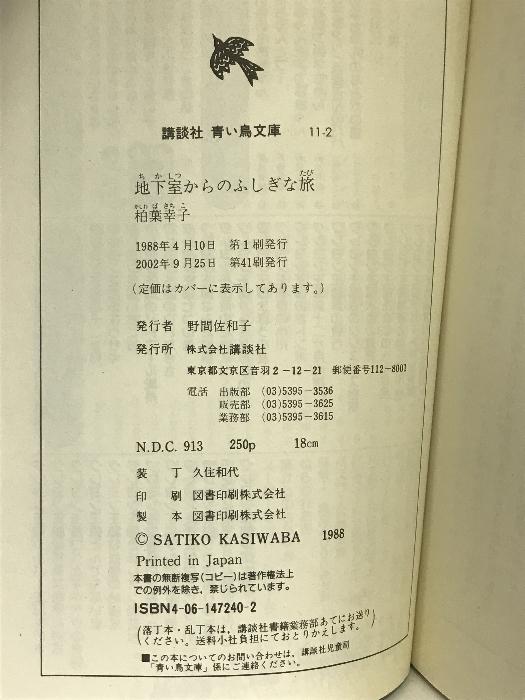 講談社 青い鳥文庫 11-2
ち か しつ たび
地下室からのふしぎな旅
かしわ ば さち こ
柏葉幸子
1988年4月10日 第1刷発行
2002年9月25日 第41刷発行
(定価はカバーに表示してあります。)
発行者 野間佐和子
発行所 株式会社講談社
東京都文京区音羽2-12-21 郵便番号112-8001
電話 出版部 (03)5395-3536
販売部 (03)5395-3625
業務部 (03)5395-3615
N.D.C. 913 250p 18cm
装 丁 久住和代
印 刷 図書印刷株式会社
製 本 図書印刷株式会社
© SATIKO KASIWABA 1988
Printed in Japan
本書の無断複写(コピー)は著作権法上
での例外を除き、禁じられています。
ISBN4-06-147240-2
(落丁本・乱丁本は、講談社書籍業務部あてにお送り
ください。送料小社負担にておとりかえします。)
■この本についてのお問い合わせは、講談社児童局
「青い鳥文庫」係にご連絡ください。